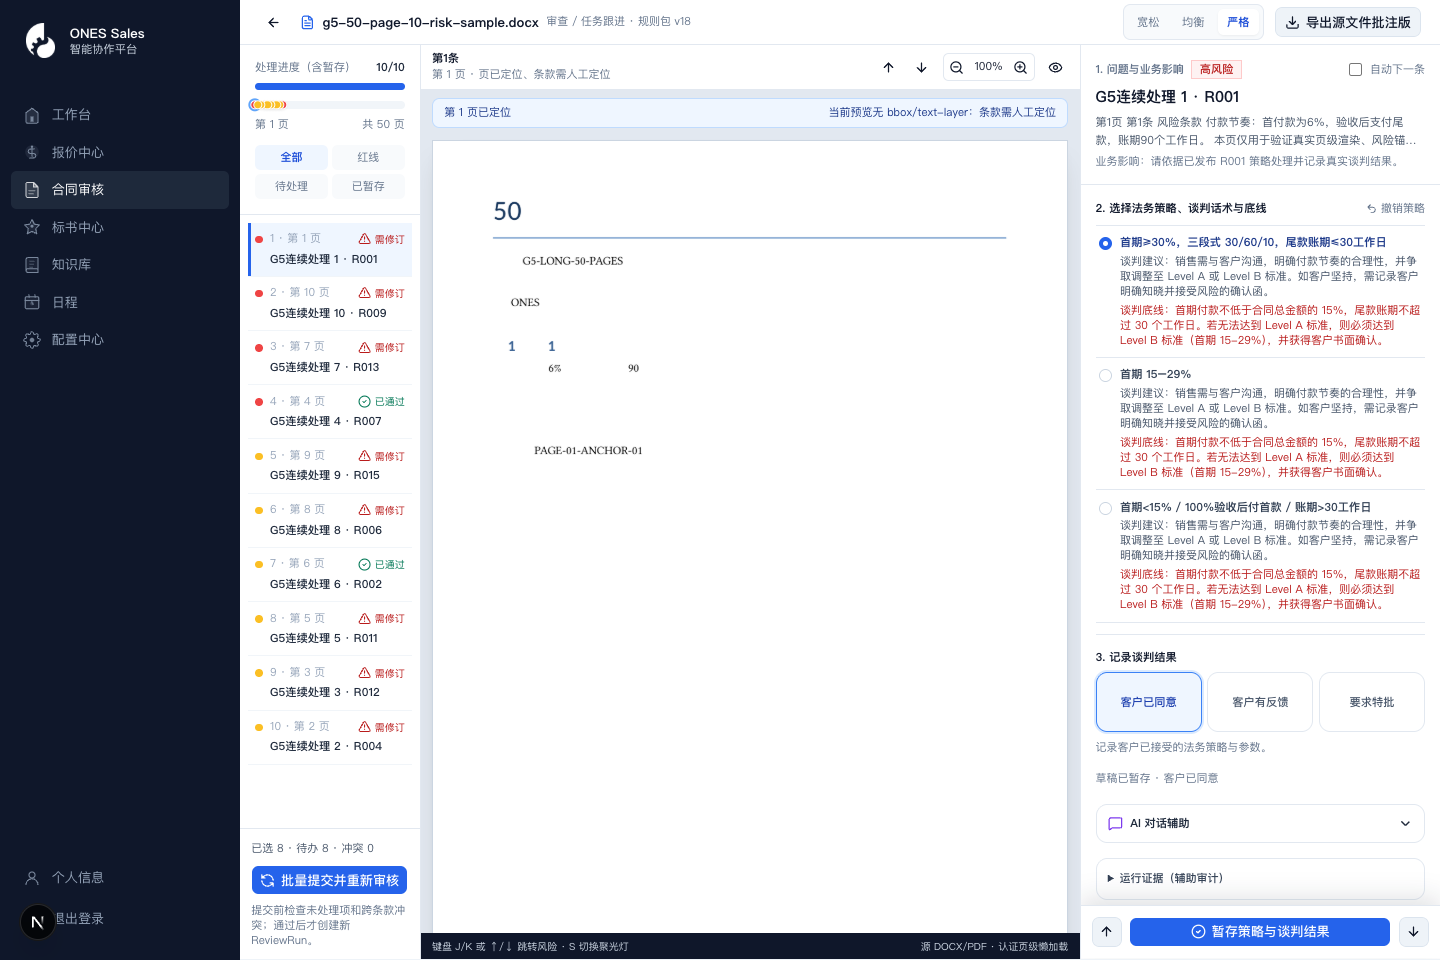 ONES Sales
智能协作平台
工作台
报价中心
合同审核
标书中心
知识库
日程
配置中心
个人信息
N
退出登录
g5-50-page-10-risk-sample.docx
审查 / 任务跟进 · 规则包 v18
宽松
均衡
严格
导出源文件批注版
处理进度（含暂存）
10/10
第 1 页
共 50 页
全部
红线
待处理
已暂存
1 · 第 1 页
需修订
G5连续处理 1 · R001
2 · 第 10 页
需修订
G5连续处理 10 · R009
3 · 第 7 页
需修订
G5连续处理 7 · R013
4 · 第 4 页
已通过
G5连续处理 4 · R007
5 · 第 9 页
需修订
G5连续处理 9 · R015
6 · 第 8 页
需修订
G5连续处理 8 · R006
7 · 第 6 页
已通过
G5连续处理 6 · R002
8 · 第 5 页
需修订
G5连续处理 5 · R011
9 · 第 3 页
需修订
G5连续处理 3 · R012
10 · 第 2 页
需修订
G5连续处理 2 · R004
已选 8 · 待办 8 · 冲突 0
批量提交并重新审核
提交前检查未处理项和跨条款冲
突；通过后才创建新
ReviewRun。
第1条
第 1 页 · 页已定位、条款需人工定位
100%
第 1 页已定位
当前预览无 bbox/text-layer：条款需人工定位
50
G5-LONG-50-PAGES
ONES
1 1
6% 90
PAGE-01-ANCHOR-01
键盘 J/K 或 ↑/↓ 跳转风险 · S 切换聚光灯
源 DOCX/PDF · 认证页级懒加载
1. 问题与业务影响
高风险
自动下一条
G5连续处理 1 · R001
第1页 第1条 风险条款 付款节奏：首付款为6%，验收后支付尾
款，账期90个工作日。 本页仅用于验证真实页级渲染、风险锚...
业务影响：请依据已发布 R001 策略处理并记录真实谈判结果。
2. 选择法务策略、谈判话术与底线
撤销策略
首期≥30%，三段式 30/60/10，尾款账期≤30工作日
谈判建议：销售需与客户沟通，明确付款节奏的合理性，并争
取调整至 Level A 或 Level B 标准。如客户坚持，需记录客户
明确知晓并接受风险的确认函。
谈判底线：首期付款不低于合同总金额的 15%，尾款账期不超
过 30 个工作日。若无法达到 Level A 标准，则必须达到
Level B 标准（首期 15-29%），并获得客户书面确认。
首期 15—29%
谈判建议：销售需与客户沟通，明确付款节奏的合理性，并争
取调整至 Level A 或 Level B 标准。如客户坚持，需记录客户
明确知晓并接受风险的确认函。
谈判底线：首期付款不低于合同总金额的 15%，尾款账期不超
过 30 个工作日。若无法达到 Level A 标准，则必须达到
Level B 标准（首期 15-29%），并获得客户书面确认。
首期<15% / 100%验收后付首款 / 账期>30工作日
谈判建议：销售需与客户沟通，明确付款节奏的合理性，并争
取调整至 Level A 或 Level B 标准。如客户坚持，需记录客户
明确知晓并接受风险的确认函。
谈判底线：首期付款不低于合同总金额的 15%，尾款账期不超
过 30 个工作日。若无法达到 Level A 标准，则必须达到
Level B 标准（首期 15-29%），并获得客户书面确认。
3. 记录谈判结果
客户已同意
客户有反馈
要求特批
记录客户已接受的法务策略与参数。
草稿已暂存 · 客户已同意
AI 对话辅助
运行证据（辅助审计）
暂存策略与谈判结果